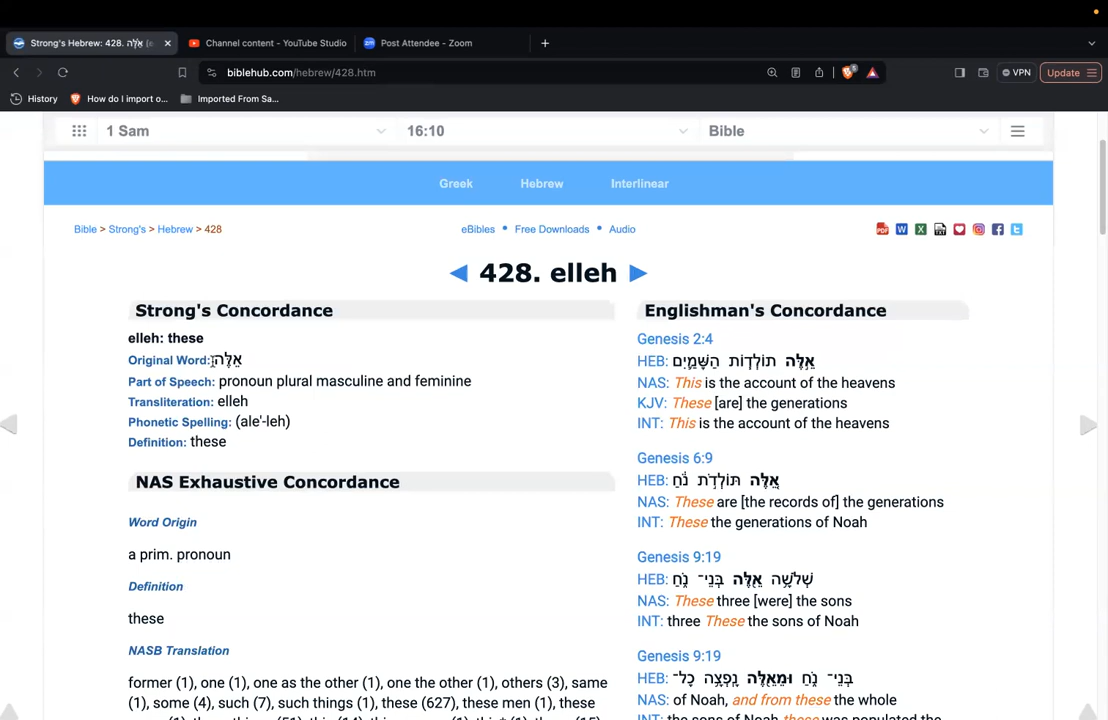 Strong's Hebrew: 428. אֵלֶּה (e
Channel content - YouTube Studio
Post Attendee - Zoom
biblehub.com/hebrew/428.htm
VPN
Update
History
How do I import o...
Imported From Sa...
1 Sam
16:10
Bible
Greek
Hebrew
Interlinear
Bible > Strong's > Hebrew > 428
eBibles • Free Downloads • Audio
◀ 428. elleh ▶
Strong's Concordance
elleh: these
Original Word: אֵלֶּה
Part of Speech: pronoun plural masculine and feminine
Transliteration: elleh
Phonetic Spelling: (ale'-leh)
Definition: these
NAS Exhaustive Concordance
Word Origin
a prim. pronoun
Definition
these
NASB Translation
former (1), one (1), one as the other (1), one the other (1), others (3), same
(1), some (4), such (7), such things (1), these (627), these men (1), these
Englishman's Concordance
Genesis 2:4
HEB: אֵ֣לֶּה תוֹלְד֧וֹת הַשָּׁמַ֛יִם
NAS: This is the account of the heavens
KJV: These [are] the generations
INT: This is the account of the heavens
Genesis 6:9
HEB: אֵ֚לֶּה תּוֹלְדֹ֣ת נֹ֔חַ
NAS: These are [the records of] the generations
INT: These the generations of Noah
Genesis 9:19
HEB: שְׁלֹשָׁ֥ה אֵ֖לֶּה בְּנֵי־ נֹ֑חַ
NAS: These three [were] the sons
INT: three These the sons of Noah
Genesis 9:19
HEB: בְּנֵי־ נֹ֑חַ וּמֵאֵ֖לֶּה נָֽפְצָ֥ה כָל־
NAS: of Noah, and from these the whole
INT: the sons of Noah these was populated the